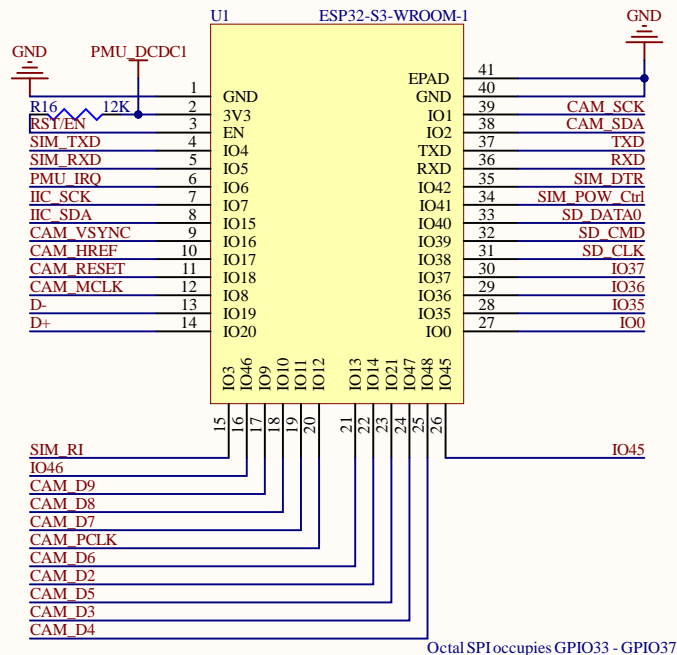 U1 ESP32-S3-WROOM-1
GND PMU_DCDC1 GND
1 GND EPAD 41
R16 12K 2 3V3 GND 40
RST/EN 3 EN IO1 39 CAM_SCK
SIM_TXD 4 IO4 IO2 38 CAM_SDA
SIM_RXD 5 IO5 TXD 37 TXD
PMU_IRQ 6 IO6 RXD 36 RXD
IIC_SCK 7 IO7 IO42 35 SIM_DTR
IIC_SDA 8 IO15 IO41 34 SIM_POW_Ctrl
CAM_VSYNC 9 IO16 IO40 33 SD_DATA0
CAM_HREF 10 IO17 IO39 32 SD_CMD
CAM_RESET 11 IO18 IO38 31 SD_CLK
CAM_MCLK 12 IO8 IO37 30 IO37
D- 13 IO19 IO36 29 IO36
D+ 14 IO20 IO35 28 IO35
IO0 27 IO0
IO3 IO46 IO9 IO10 IO11 IO12 IO13 IO14 IO21 IO47 IO48 IO45
15 16 17 18 19 20 21 22 23 24 25 26
SIM_RI IO45
IO46
CAM_D9
CAM_D8
CAM_D7
CAM_PCLK
CAM_D6
CAM_D2
CAM_D5
CAM_D3
CAM_D4
Octal SPI occupies GPIO33 - GPIO37